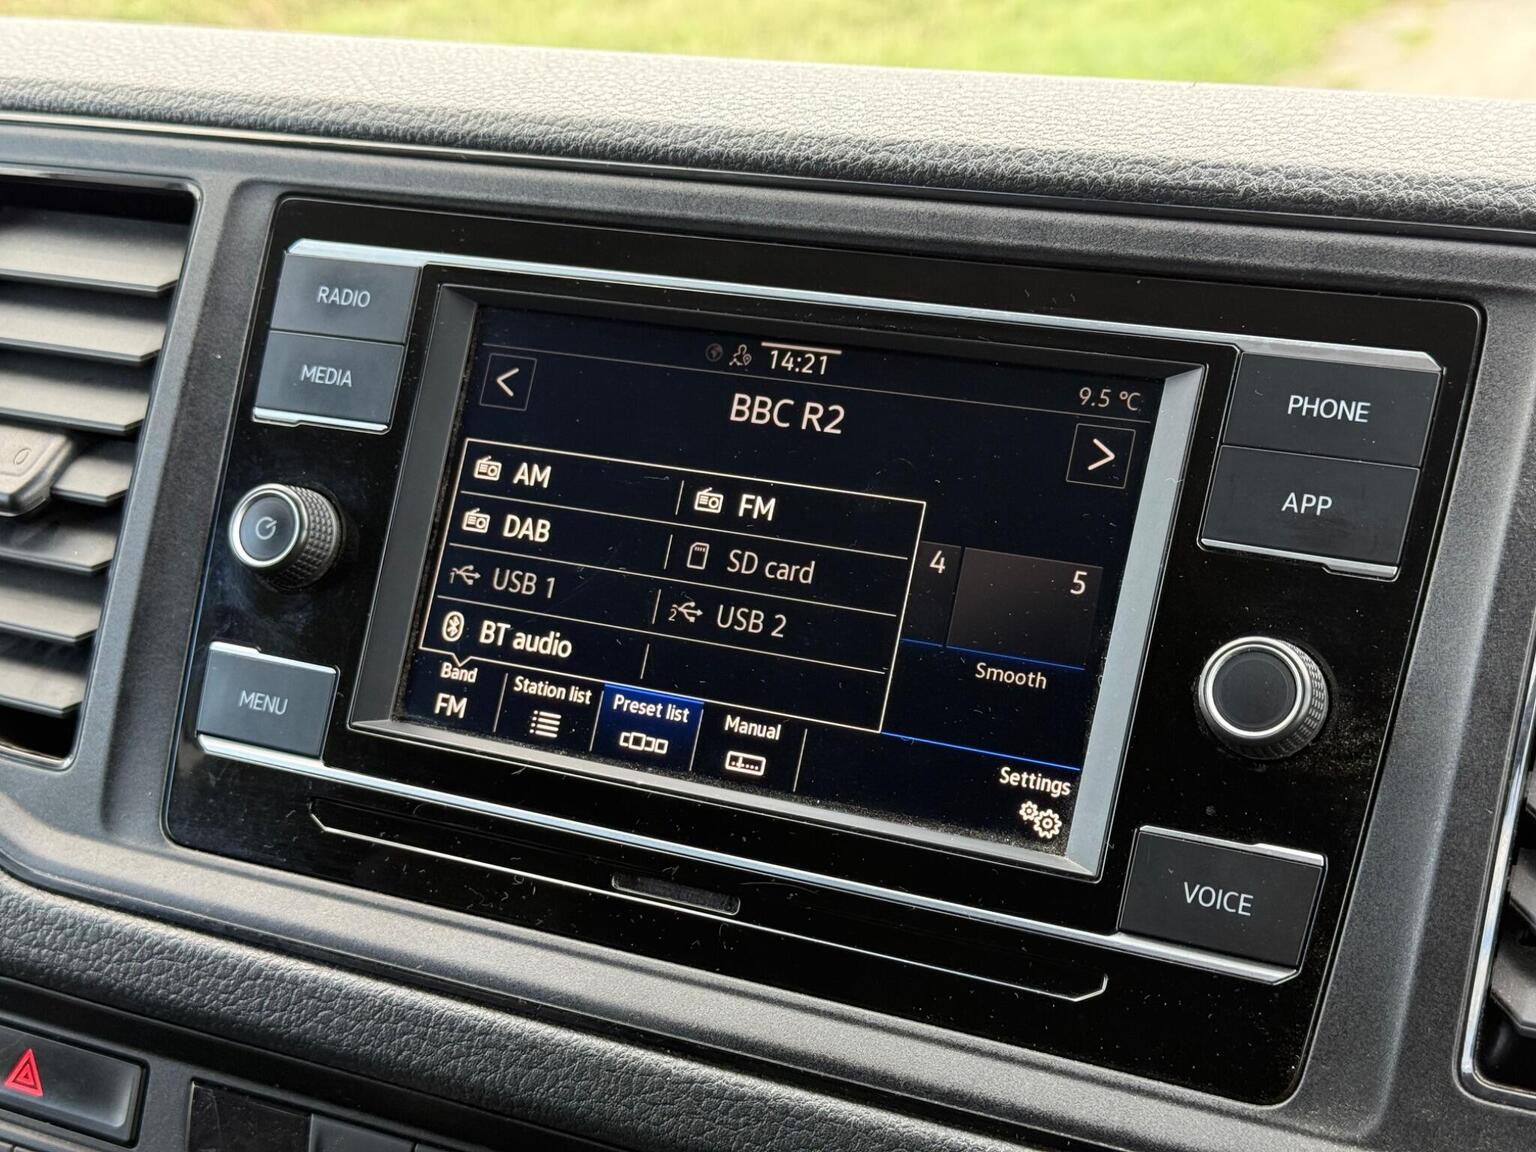 RADIO
MEDIA
MENU
14:21
9.5 °C
BBC R2
AM
FM
DAB
SD card
USB 1
USB 2
BT audio
4
5
Smooth
Band
FM
Station list
Preset list
Manual
Settings
PHONE
APP
VOICE